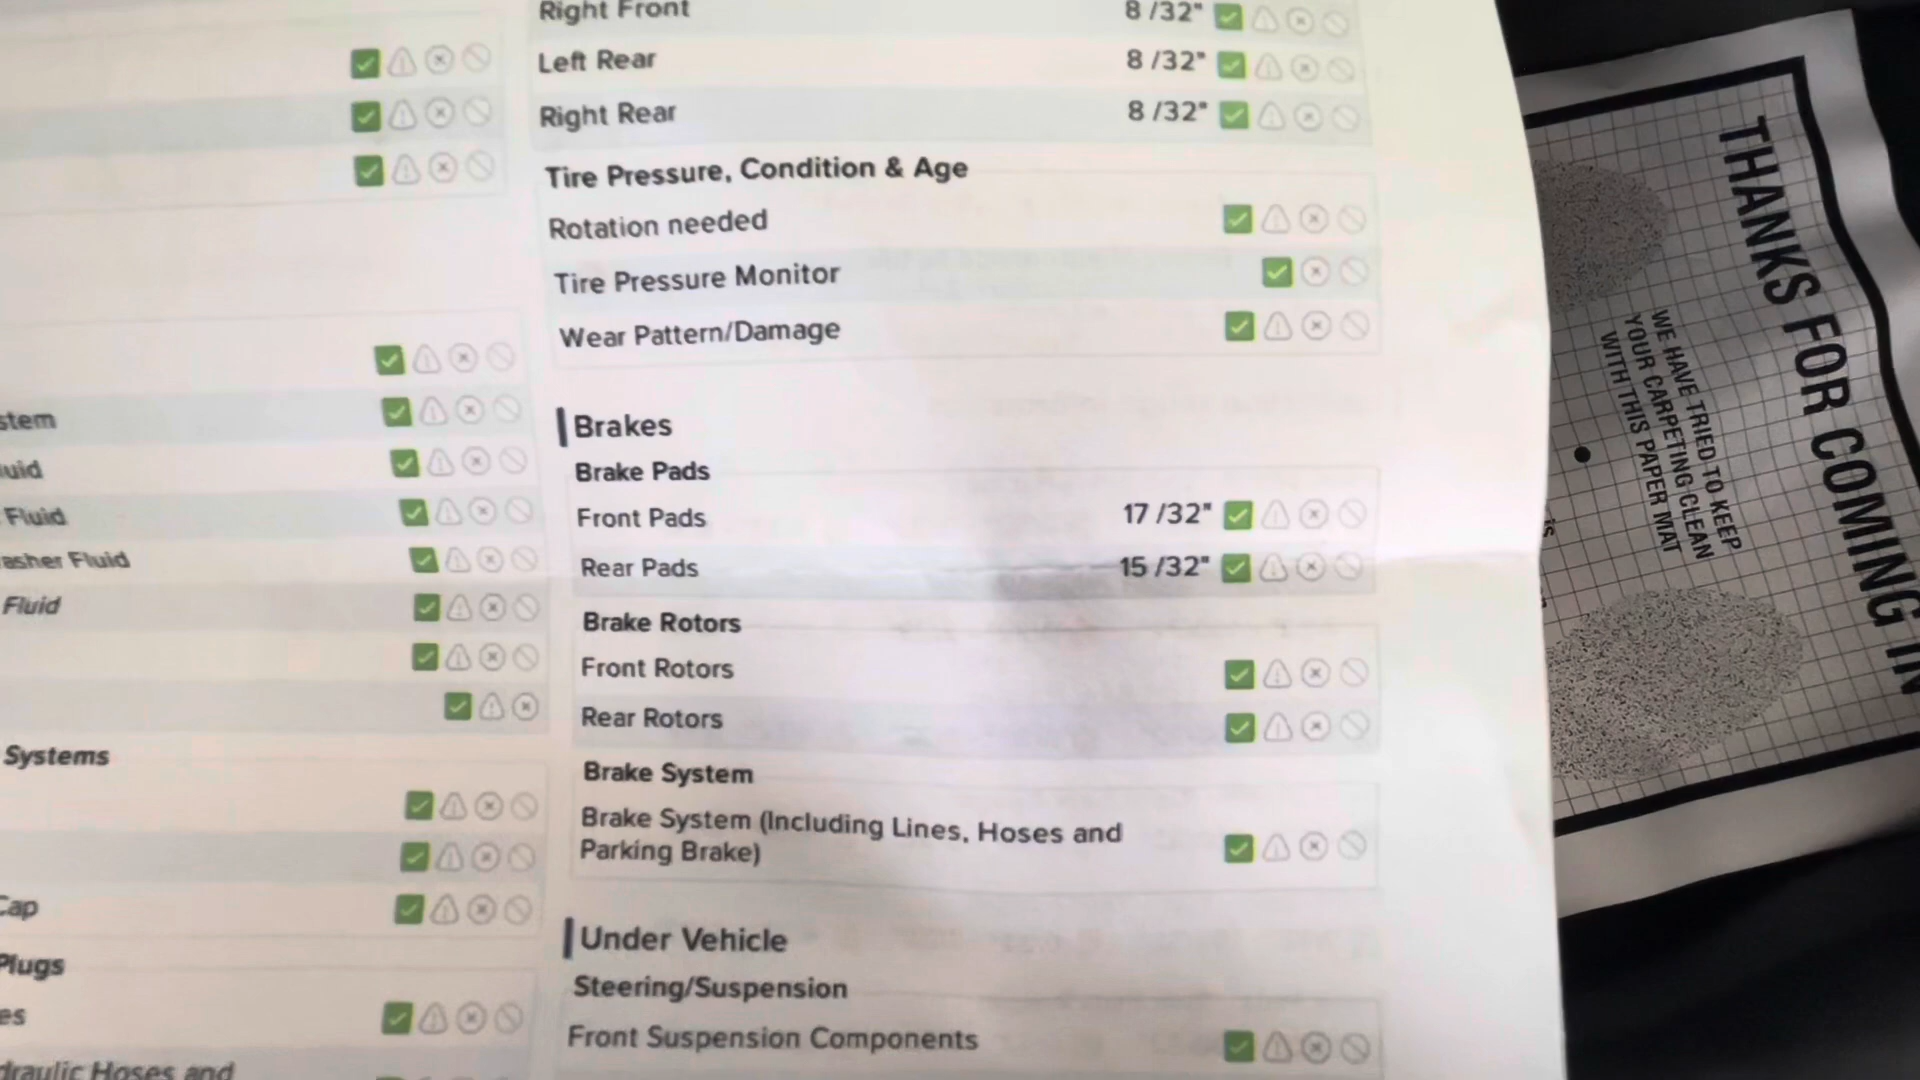 stem
uid
Fluid
asher Fluid
Fluid
Systems
Cap
Plugs
es
draulic Hoses and
Right Front 8 /32"
Left Rear 8 /32"
Right Rear 8 /32"
Tire Pressure, Condition & Age
Rotation needed
Tire Pressure Monitor
Wear Pattern/Damage
Brakes
Brake Pads
Front Pads 17 /32"
Rear Pads 15 /32"
Brake Rotors
Front Rotors
Rear Rotors
Brake System
Brake System (Including Lines, Hoses and
Parking Brake)
Under Vehicle
Steering/Suspension
Front Suspension Components
THANKS FOR COMING IN
WE HAVE TRIED TO KEEP
YOUR CARPETING CLEAN
WITH THIS PAPER MAT